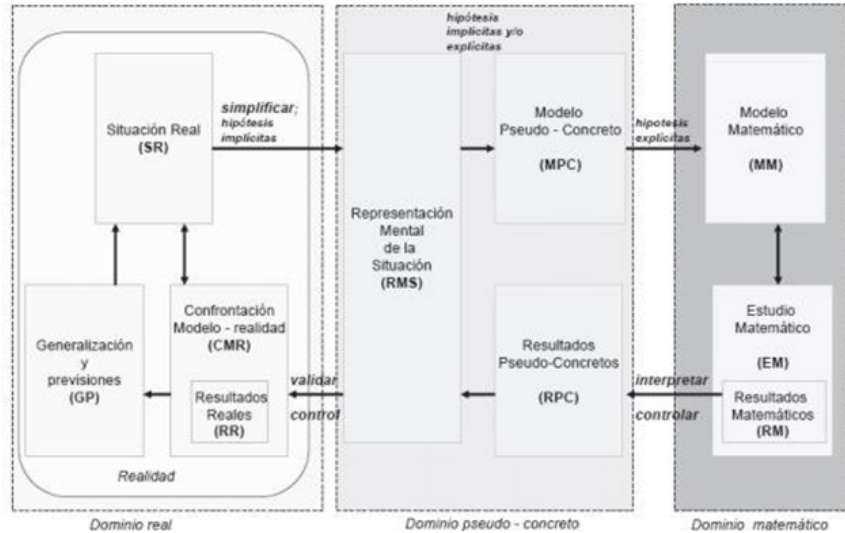 hipótesis
implícitas y/o
explícitas
Situación Real
(SR)
simplificar;
hipótesis
implícitas
Modelo
Pseudo - Concreto
(MPC)
hipotesis
explícitas
Modelo
Matemático
(MM)
Representación
Mental
de la
Situación
(RMS)
Generalización
y
previsiones
(GP)
Confrontación
Modelo - realidad)
(CMR)
Resultados
Reales
(RR)
validar
control
Resultados
Pseudo-Concretos
(RPC)
interpretar
controlar
Estudio
Matemático
(EM)
Resultados
Matemáticos
(RM)
Realidad
Dominio real
Dominio pseudo - concreto
Dominio matemático